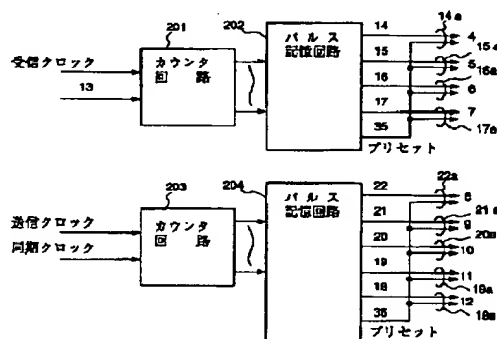 201
202
14
14a
4
カウンタ
回路
パルス
記憶回路
受信クロック
13
15
15a
5
16
16a
6
17
7
17a
35
プリセット
203
204
22
22a
8
送信クロック
同期クロック
カウンタ
回路
パルス
記憶回路
21
21a
9
20
20a
10
19
11
19a
18
12
18a
36
プリセット